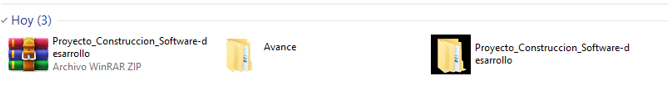 Hoy (3)
Proyecto_Construccion_Software-d
esarrollo
Archivo WinRAR ZIP
Avance
Proyecto_Construccion_Software-d
esarrollo